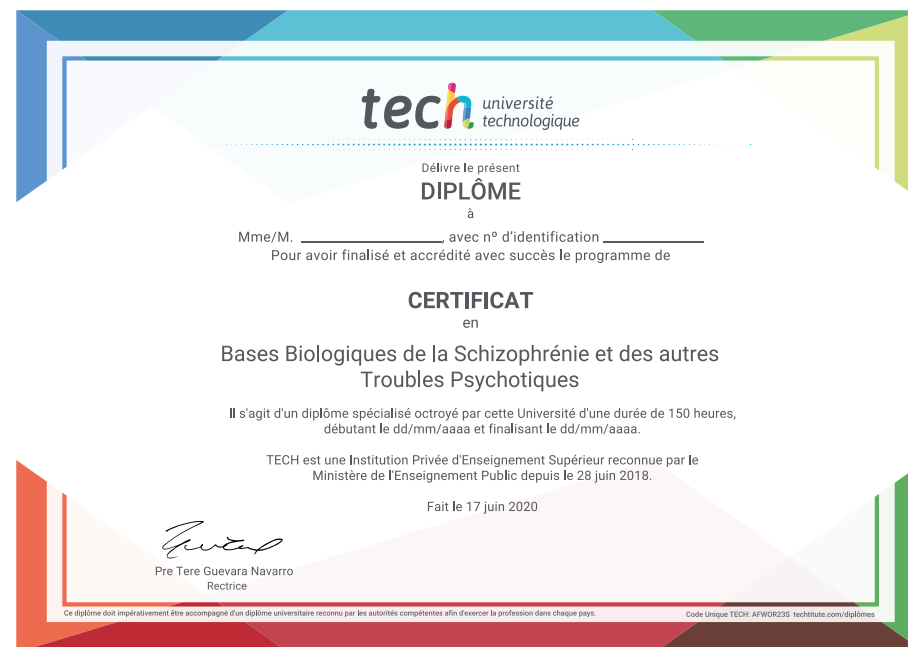 tech université
technologique
Délivre le présent
DIPLÔME
à
Mme/M. ____________, avec nº d'identification ____________
Pour avoir finalisé et accrédité avec succès le programme de
CERTIFICAT
en
Bases Biologiques de la Schizophrénie et des autres
Troubles Psychotiques
Il s'agit d'un diplôme spécialisé octroyé par cette Université d'une durée de 150 heures,
débutant le dd/mm/aaaa et finalisant le dd/mm/aaaa.
TECH est une Institution Privée d'Enseignement Supérieur reconnue par le
Ministère de l'Enseignement Public depuis le 28 juin 2018.
Fait le 17 juin 2020
Pre Tere Guevara Navarro
Rectrice
Ce diplôme doit impérativement être accompagné d'un diplôme universitaire reconnu par les autorités compétentes afin d'exercer la profession dans chaque pays.
Code Unique TECH: AFWOR23S techtitute.com/diplômes